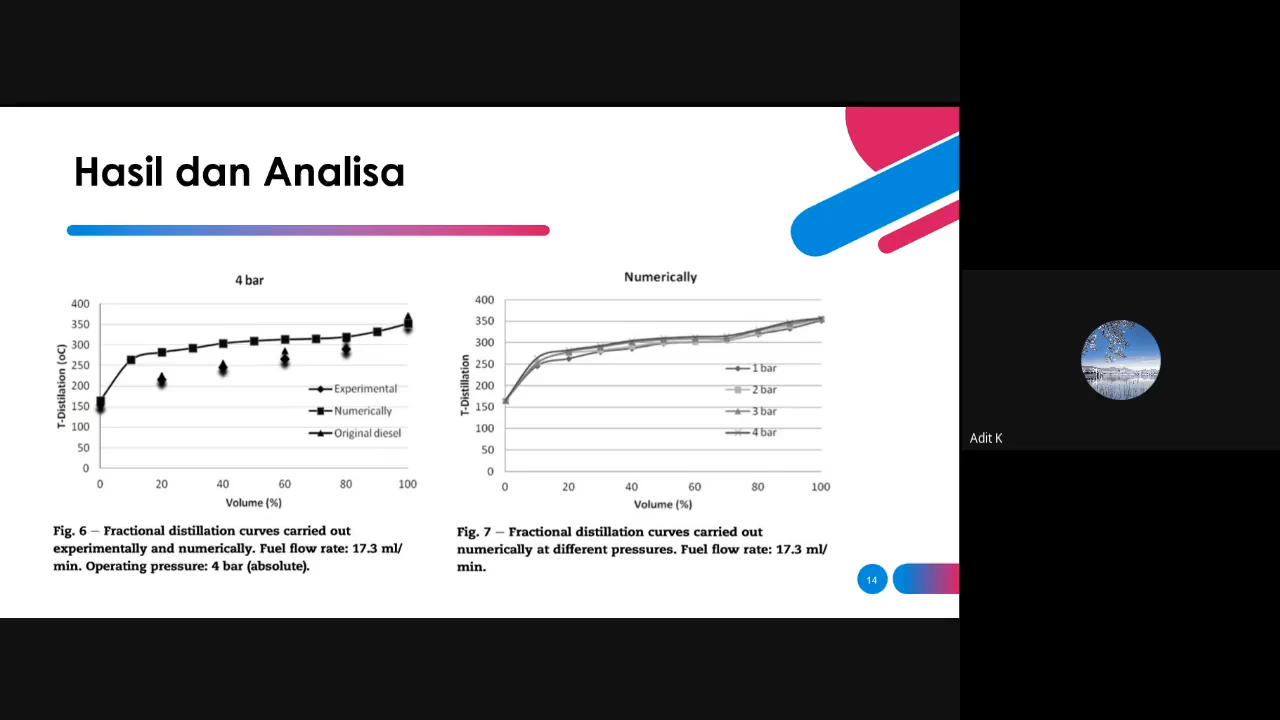 Hasil dan Analisa
4 bar
400
350
300
250
200
150
100
50
0
T-Distilation (oC)
Experimental
Numerically
Original diesel
0 20 40 60 80 100
Volume (%)
Fig. 6 – Fractional distillation curves carried out
experimentally and numerically. Fuel flow rate: 17.3 ml/
min. Operating pressure: 4 bar (absolute).
Numerically
400
350
300
250
200
150
100
50
0
T-Distillation
1 bar
2 bar
3 bar
4 bar
0 20 40 60 80 100
Volume (%)
Fig. 7 – Fractional distillation curves carried out
numerically at different pressures. Fuel flow rate: 17.3 ml/
min.
14
Adit K